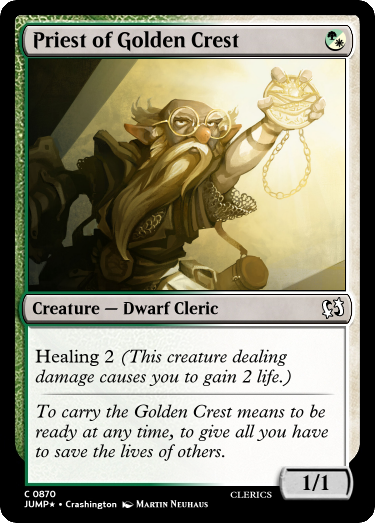 Priest of Golden Crest
Creature — Dwarf Cleric
Healing 2 (This creature dealing
damage causes you to gain 2 life.)
To carry the Golden Crest means to be
ready at any time, to give all you have
to save the lives of others.
1/1
C 0870
JUMP★ • Crashington Martin Neuhaus
CLERICS